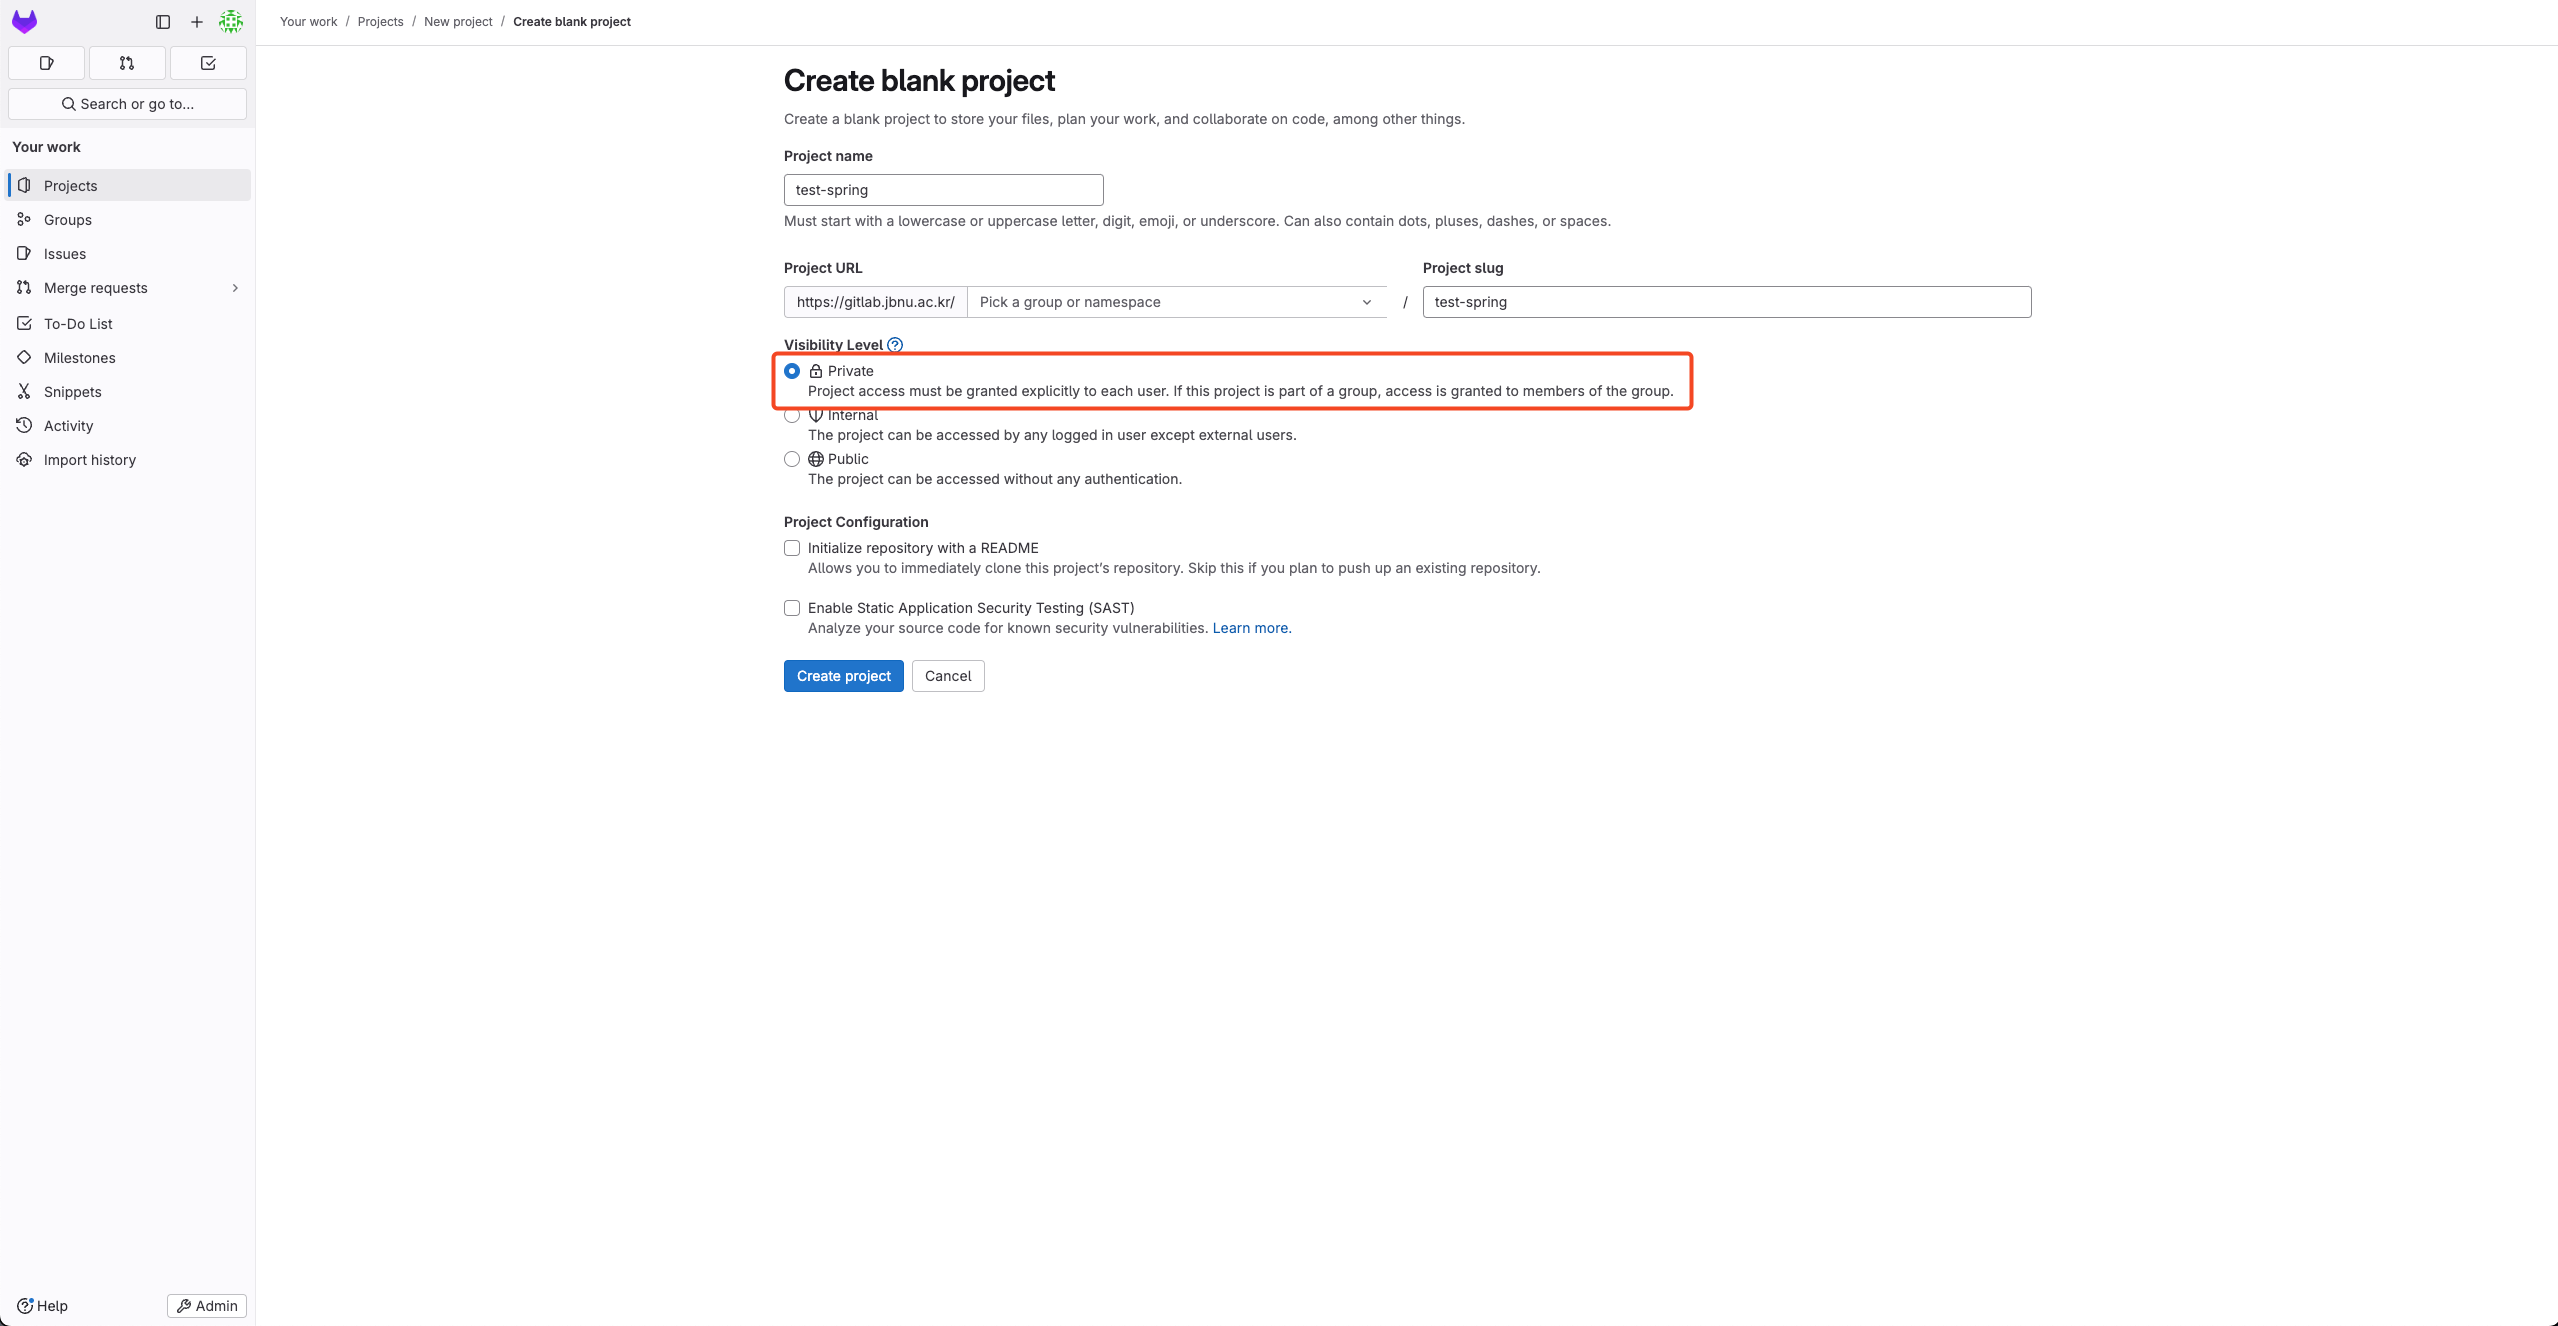 Your work / Projects / New project / Create blank project
Search or go to...
Your work
Projects
Groups
Issues
Merge requests
To-Do List
Milestones
Snippets
Activity
Import history
Help
Admin
Create blank project
Create a blank project to store your files, plan your work, and collaborate on code, among other things.
Project name
test-spring
Must start with a lowercase or uppercase letter, digit, emoji, or underscore. Can also contain dots, pluses, dashes, or spaces.
Project URL
https://gitlab.jbnu.ac.kr/ Pick a group or namespace /
Project slug
test-spring
Visibility Level
Private
Project access must be granted explicitly to each user. If this project is part of a group, access is granted to members of the group.
Internal
The project can be accessed by any logged in user except external users.
Public
The project can be accessed without any authentication.
Project Configuration
Initialize repository with a README
Allows you to immediately clone this project's repository. Skip this if you plan to push up an existing repository.
Enable Static Application Security Testing (SAST)
Analyze your source code for known security vulnerabilities. Learn more.
Create project
Cancel